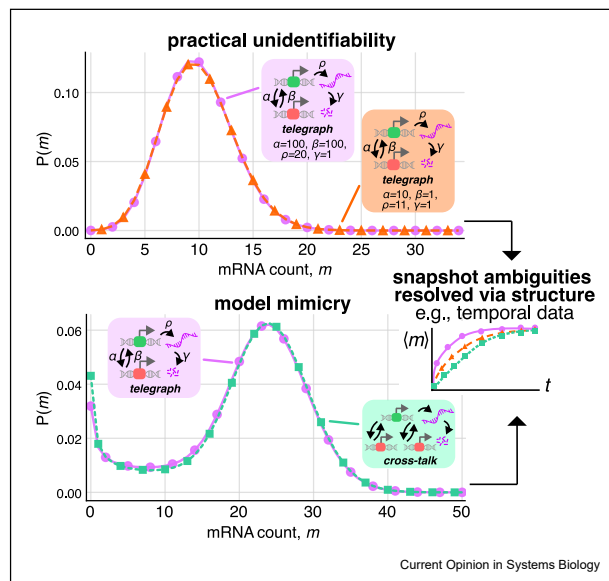 practical unidentifiability
P(m)
0.10
0.05
0.00
0 5 10 15 20 25 30
mRNA count, m
ρ
α β γ
telegraph
α=100, β=100,
ρ=20, γ=1
ρ
α β γ
telegraph
α=10, β=1,
ρ=11, γ=1
snapshot ambiguities
resolved via structure
e.g., temporal data
⟨m⟩
t
model mimicry
P(m)
0.06
0.04
0.02
0.00
0 10 20 30 40 50
mRNA count, m
ρ
α β γ
telegraph
cross-talk
Current Opinion in Systems Biology